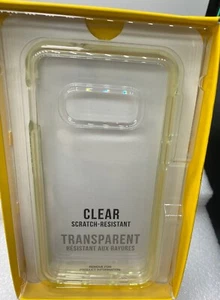 CLEAR
SCRATCH-RESISTANT
TRANSPARENT
RÉSISTANT AUX RAYURES